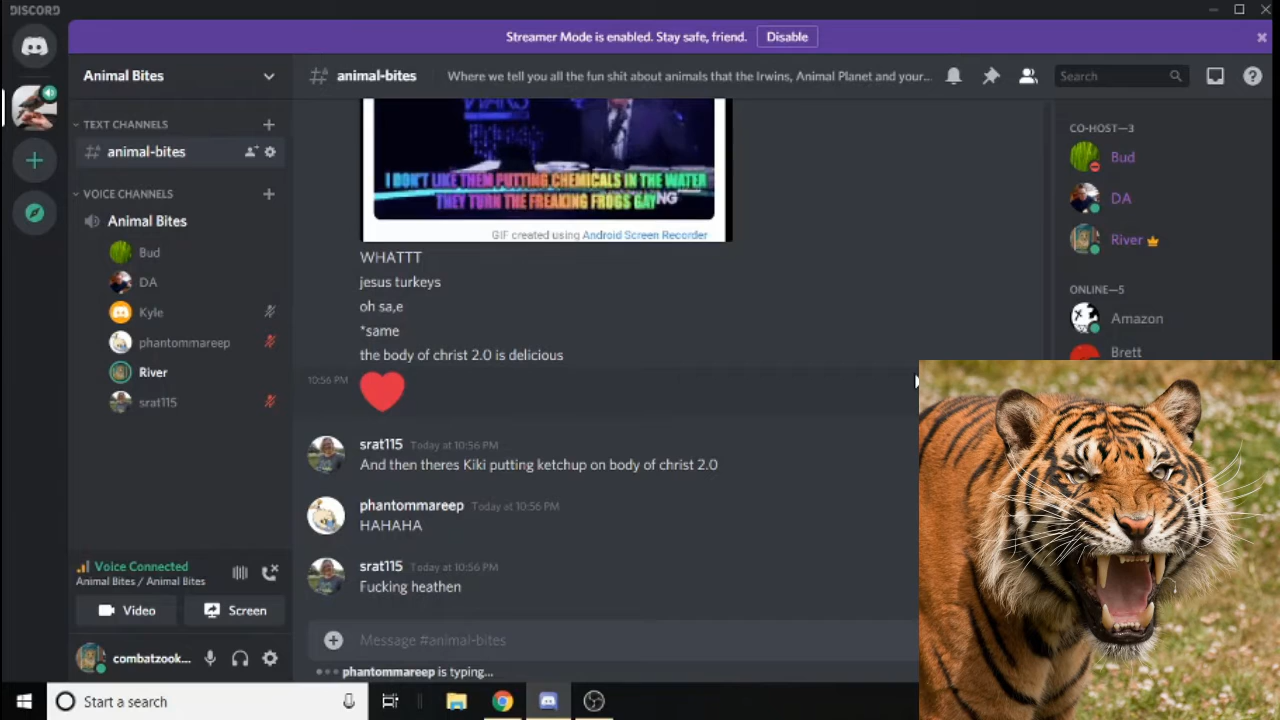 DISCORD
Streamer Mode is enabled. Stay safe, friend. Disable
Animal Bites
animal-bites Where we tell you all the fun shit about animals that the Irwins, Animal Planet and your... Search
TEXT CHANNELS
animal-bites
VOICE CHANNELS
Animal Bites
Bud
DA
Kyle
phantommareep
River
srat115
Voice Connected
Animal Bites / Animal Bites
Video Screen
combatzook...
I DON'T LIKE THEM PUTTING CHEMICALS IN THE WATER
THEY TURN THE FREAKING FROGS GAY
GIF created using Android Screen Recorder
WHATTT
jesus turkeys
oh sa,e
*same
the body of christ 2.0 is delicious
10:56 PM
srat115 Today at 10:56 PM
And then theres Kiki putting ketchup on body of christ 2.0
phantommareep Today at 10:56 PM
HAHAHA
srat115 Today at 10:56 PM
Fucking heathen
Message #animal-bites
phantommareep is typing...
CO-HOST—3
Bud
DA
River
ONLINE—5
Amazon
Brett
Start a search